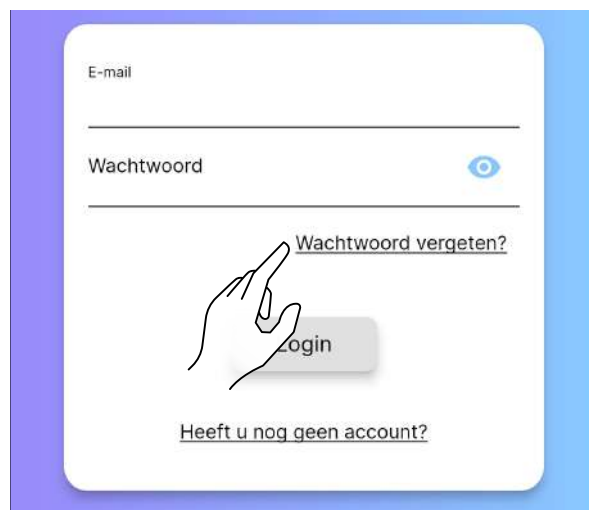 E-mail
Wachtwoord
Wachtwoord vergeten?
Login
Heeft u nog geen account?